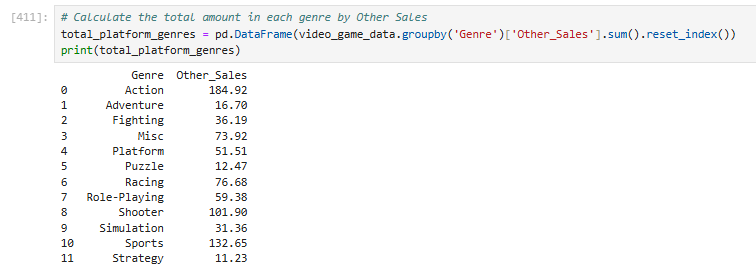 [411]: # Calculate the total amount in each genre by Other Sales
total_platform_genres = pd.DataFrame(video_game_data.groupby('Genre')['Other_Sales'].sum().reset_index())
print(total_platform_genres)
Genre Other_Sales
0 Action 184.92
1 Adventure 16.70
2 Fighting 36.19
3 Misc 73.92
4 Platform 51.51
5 Puzzle 12.47
6 Racing 76.68
7 Role-Playing 59.38
8 Shooter 101.90
9 Simulation 31.36
10 Sports 132.65
11 Strategy 11.23